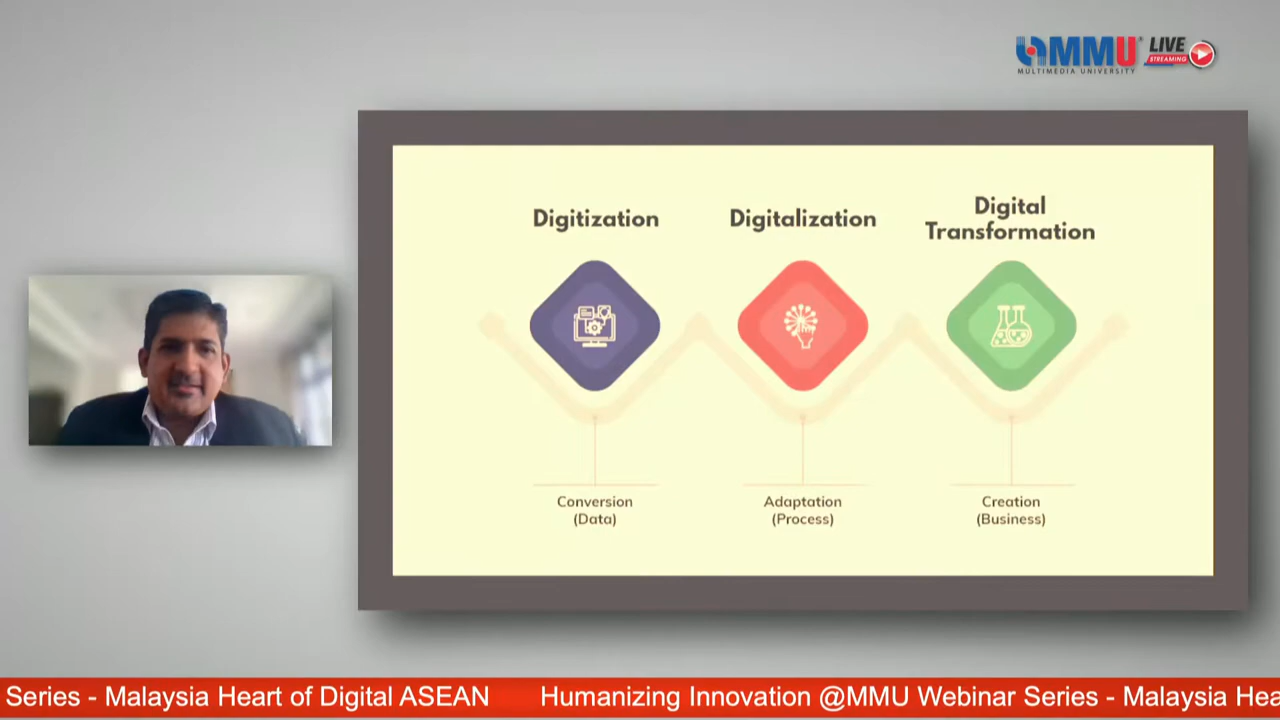 MMU
MULTIMEDIA UNIVERSITY
LIVE
STREAMING
Digitization
Digitalization
Digital
Transformation
Conversion
(Data)
Adaptation
(Process)
Creation
(Business)
Series - Malaysia Heart of Digital ASEAN Humanizing Innovation @MMU Webinar Series - Malaysia Hea